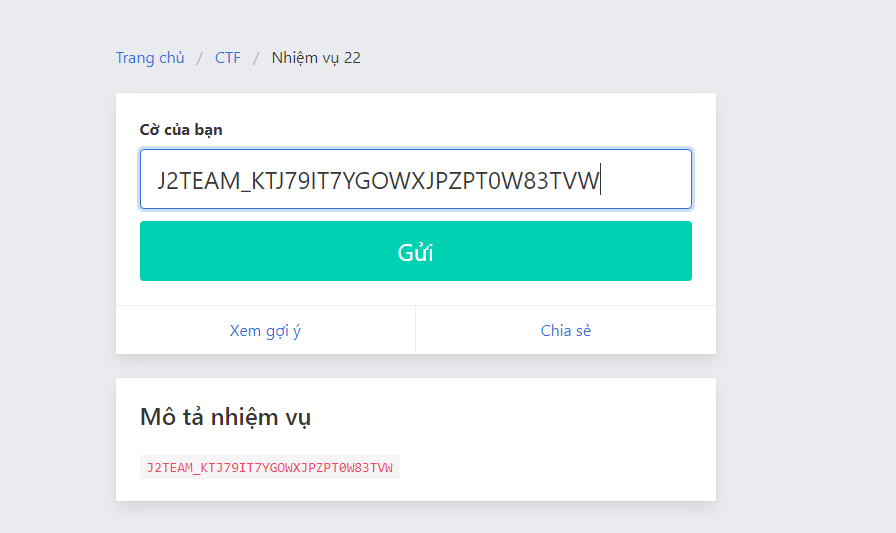 Trang chủ / CTF / Nhiệm vụ 22
Cờ của bạn
J2TEAM_KTJ79IT7YGOWXJPZPT0W83TVW
Gửi
Xem gợi ý
Chia sẻ
Mô tả nhiệm vụ
J2TEAM_KTJ79IT7YGOWXJPZPT0W83TVW